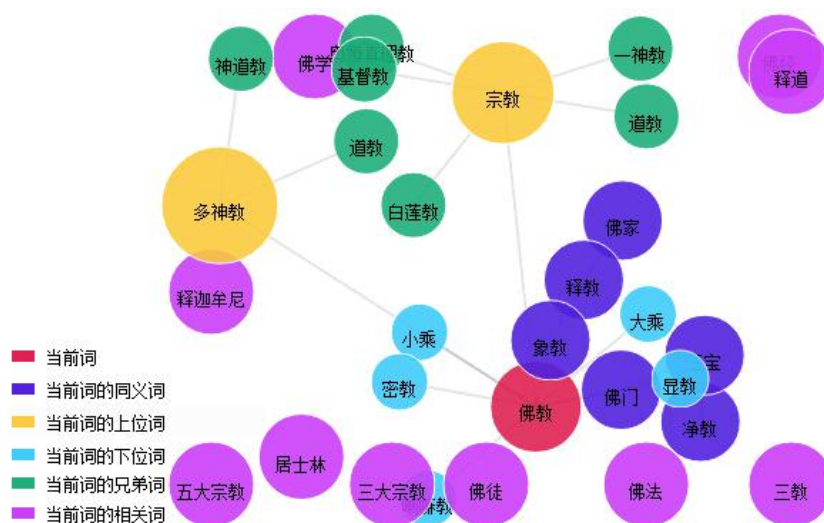 神道教
佛学
基督教
宗教
一神教
释道
道教
道教
多神教
白莲教
佛家
释教
释迦牟尼
大乘
小乘
象教
显教
密教
佛门
佛教
净教
居士林
五大宗教
三大宗教
佛徒
佛法
三教
当前词
当前词的同义词
当前词的上位词
当前词的下位词
当前词的兄弟词
当前词的相关词